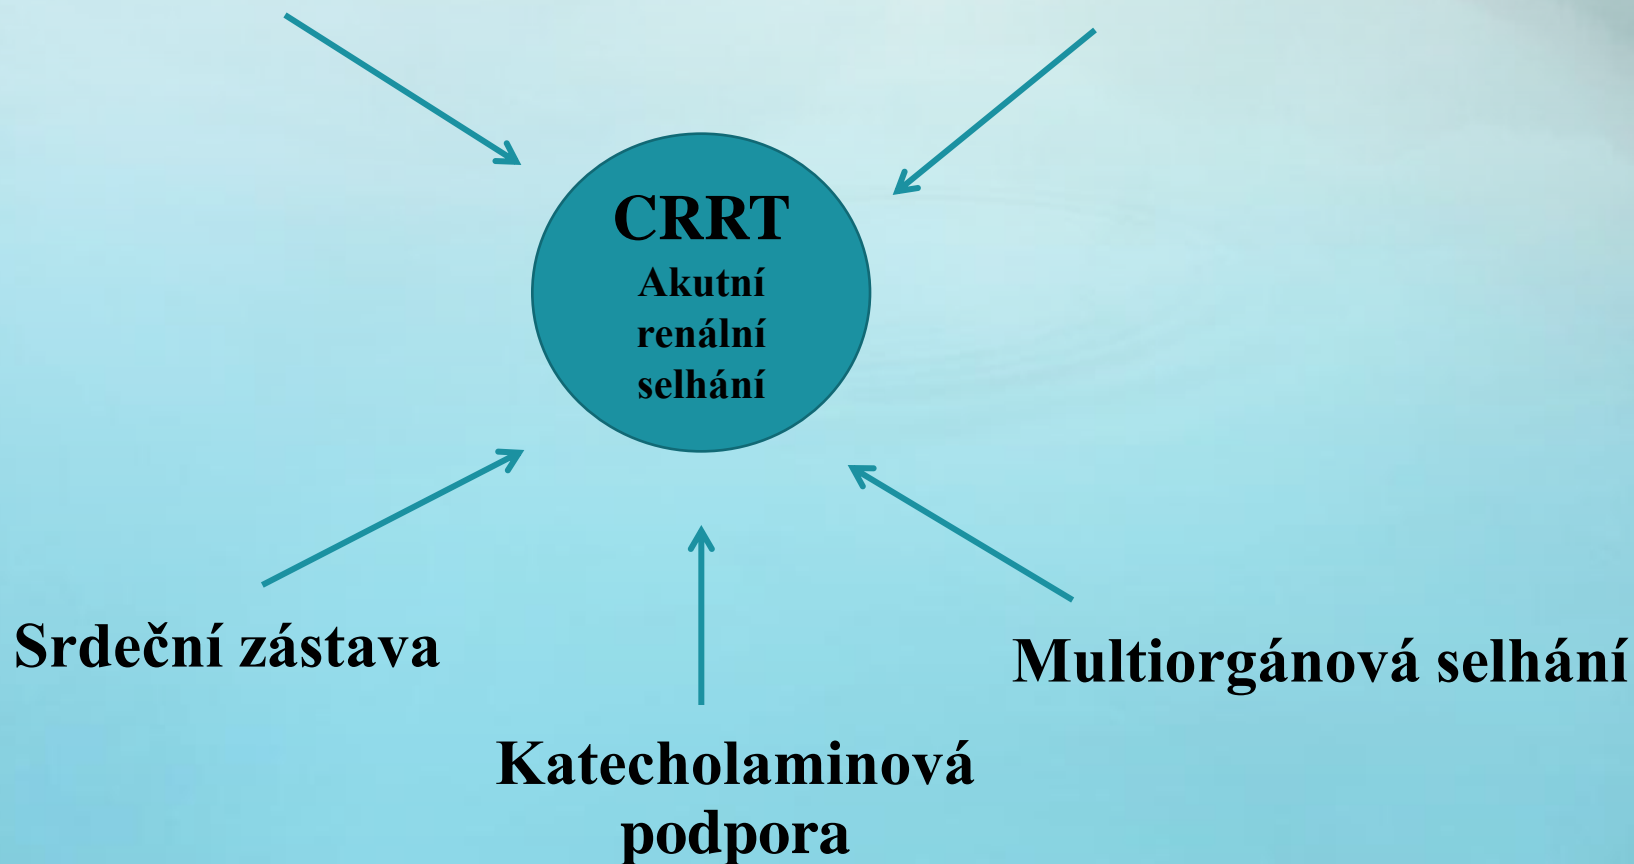 CRRT
Akutní
renální
selhání
Srdeční zástava
Multiorgánová selhání
Katecholaminová
podpora